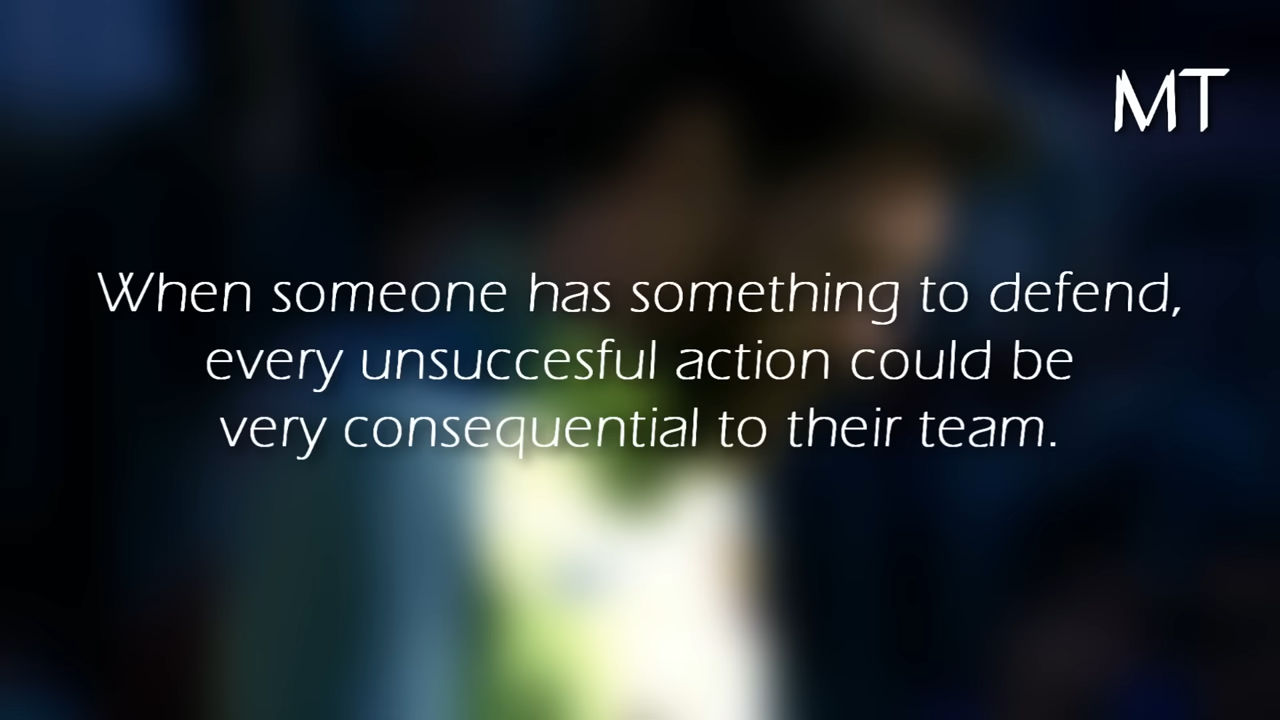 MT
When someone has something to defend,
every unsuccesful action could be
very consequential to their team.